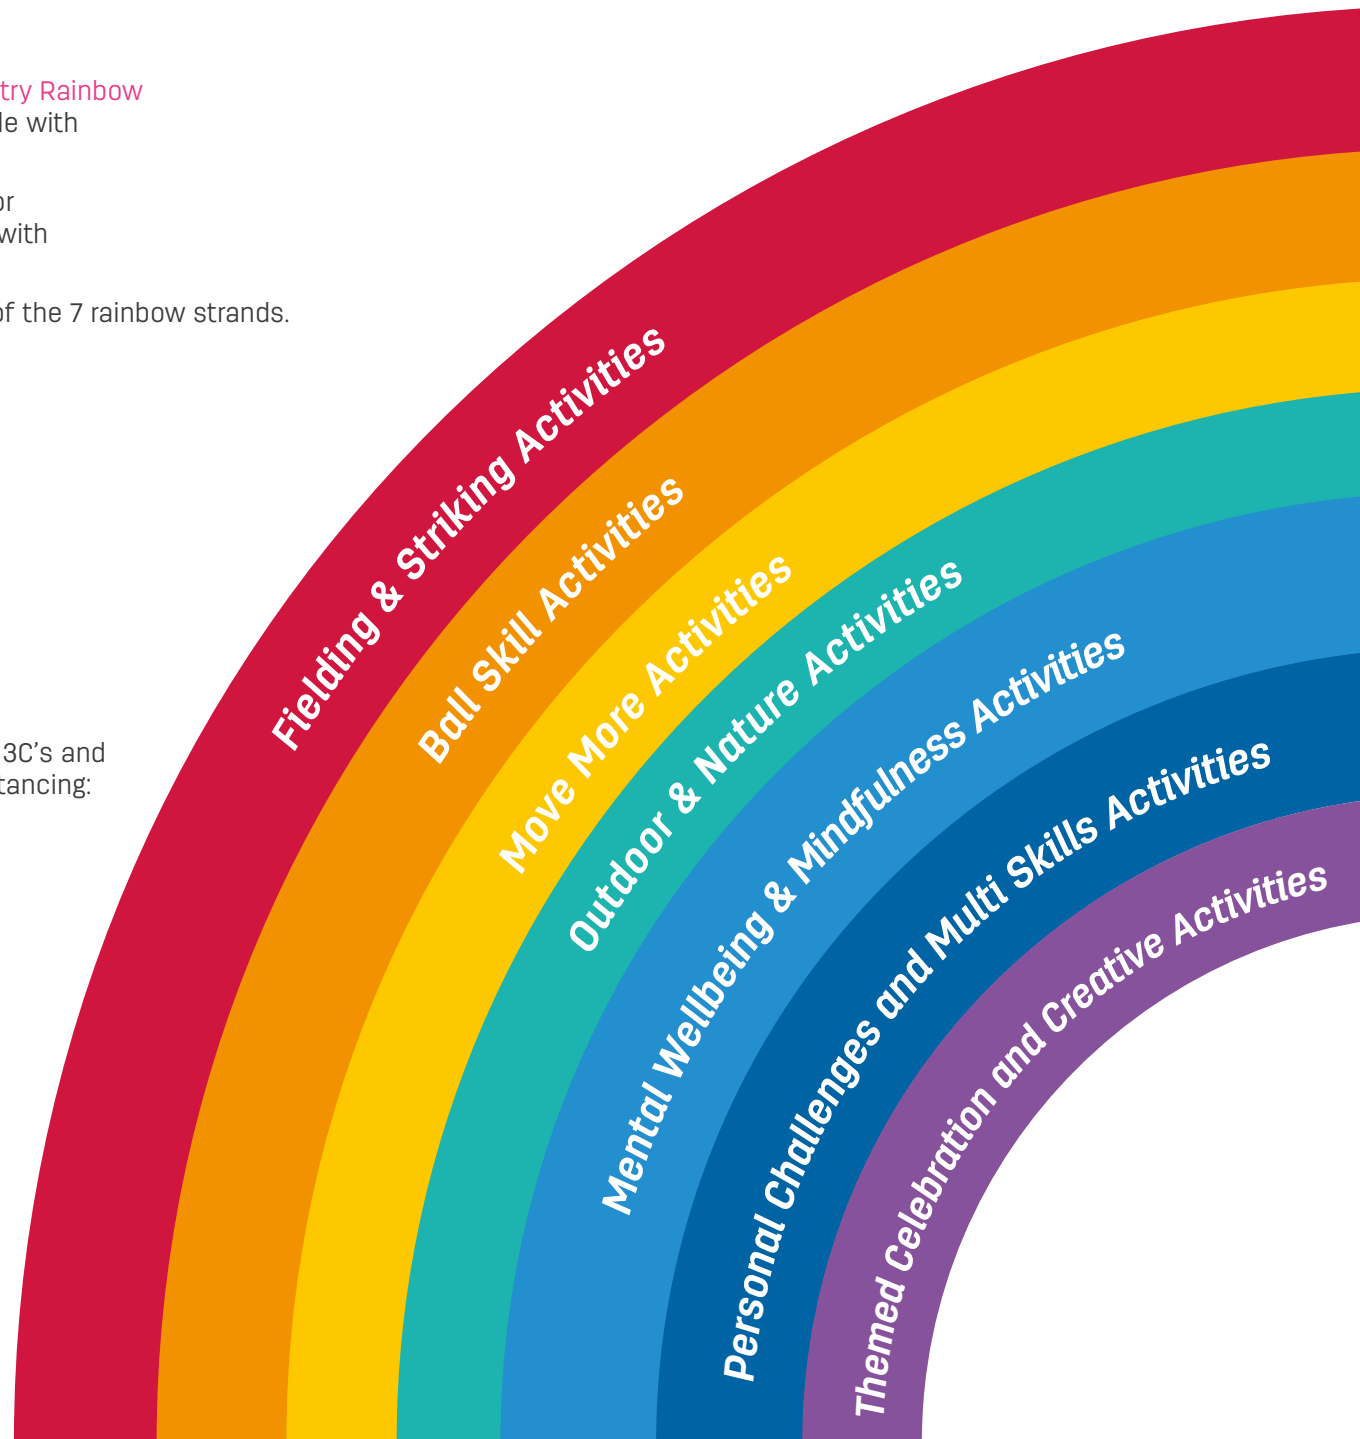 try Rainbow
le with
or
with
of the 7 rainbow strands.
3C’s and
tancing:
Fielding & Striking Activities
Ball Skill Activities
Move More Activities
Outdoor & Nature Activities
Mental Wellbeing & Mindfulness Activities
Personal Challenges and Multi Skills Activities
Themed Celebration and Creative Activities